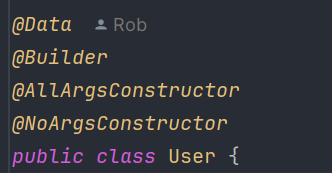 @Data Rob
@Builder
@AllArgsConstructor
@NoArgsConstructor
public class User {